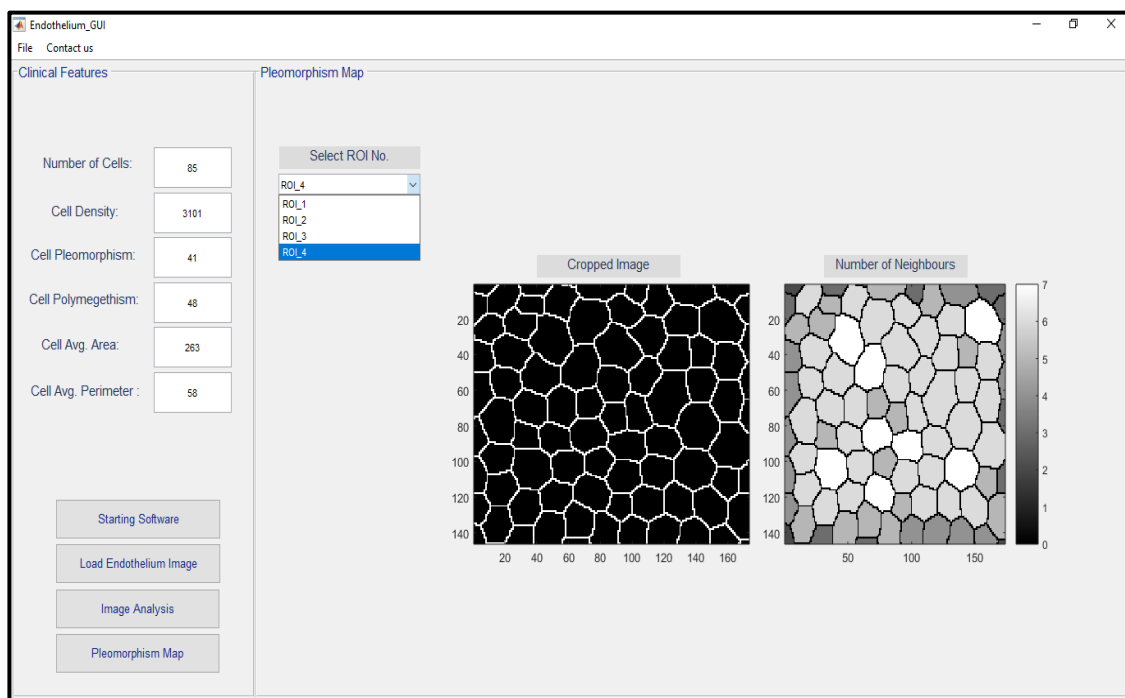 Endothelium_GUI
File Contact us
Clinical Features
Number of Cells: 85
Cell Density: 3101
Cell Pleomorphism: 41
Cell Polymegethism: 48
Cell Avg. Area: 263
Cell Avg. Perimeter : 58
Starting Software
Load Endothelium Image
Image Analysis
Pleomorphism Map
Pleomorphism Map
Select ROI No.
ROI_4
ROI_1
ROI_2
ROI_3
ROI_4
Cropped Image
20
40
60
80
100
120
140
20 40 60 80 100 120 140 160
Number of Neighbours
20
40
60
80
100
120
140
50 100 150
7
6
5
4
3
2
1
0